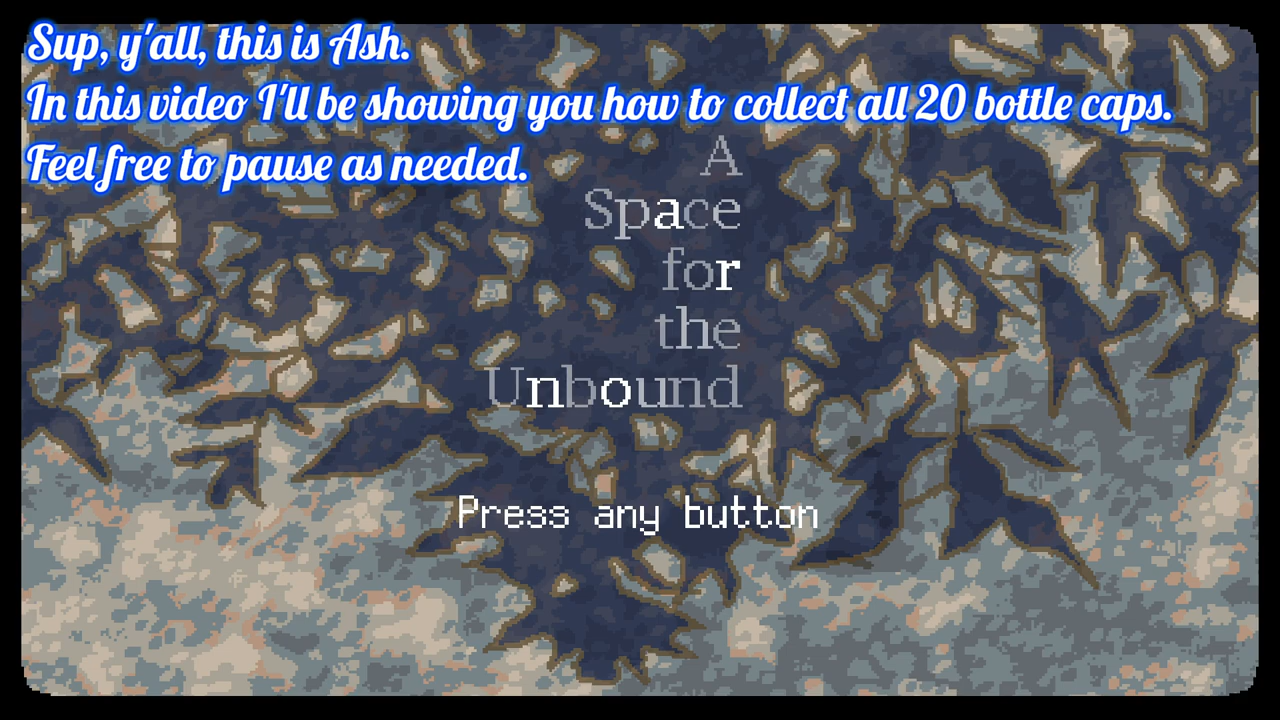 Sup, y'all, this is Ash.
In this video I'll be showing you how to collect all 20 bottle caps.
Feel free to pause as needed.
A
Space
for
the
Unbound
Press any button